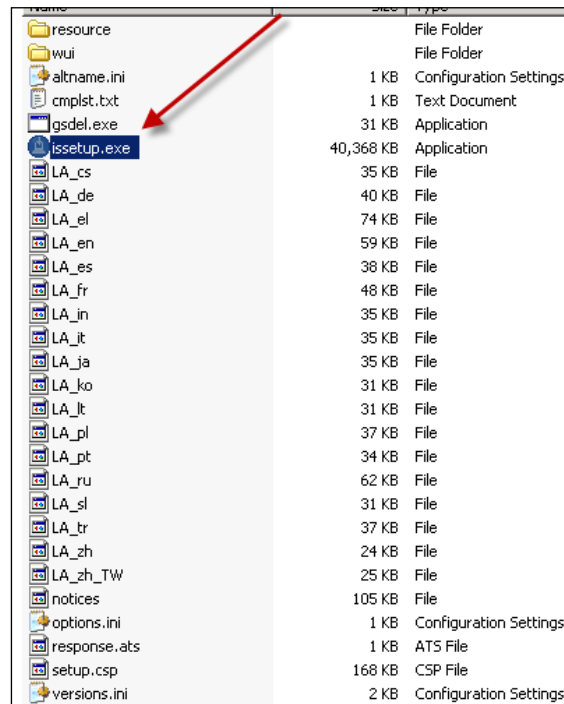 Name Size Type
resource File Folder
wui File Folder
altname.ini 1 KB Configuration Settings
cmplst.txt 1 KB Text Document
gsdel.exe 31 KB Application
issetup.exe 40,368 KB Application
LA_cs 35 KB File
LA_de 40 KB File
LA_el 74 KB File
LA_en 59 KB File
LA_es 38 KB File
LA_fr 48 KB File
LA_in 35 KB File
LA_it 35 KB File
LA_ja 35 KB File
LA_ko 31 KB File
LA_lt 31 KB File
LA_pl 37 KB File
LA_pt 34 KB File
LA_ru 62 KB File
LA_sl 31 KB File
LA_tr 37 KB File
LA_zh 24 KB File
LA_zh_TW 25 KB File
notices 105 KB File
options.ini 1 KB Configuration Settings
response.ats 1 KB ATS File
setup.csp 168 KB CSP File
versions.ini 2 KB Configuration Settings